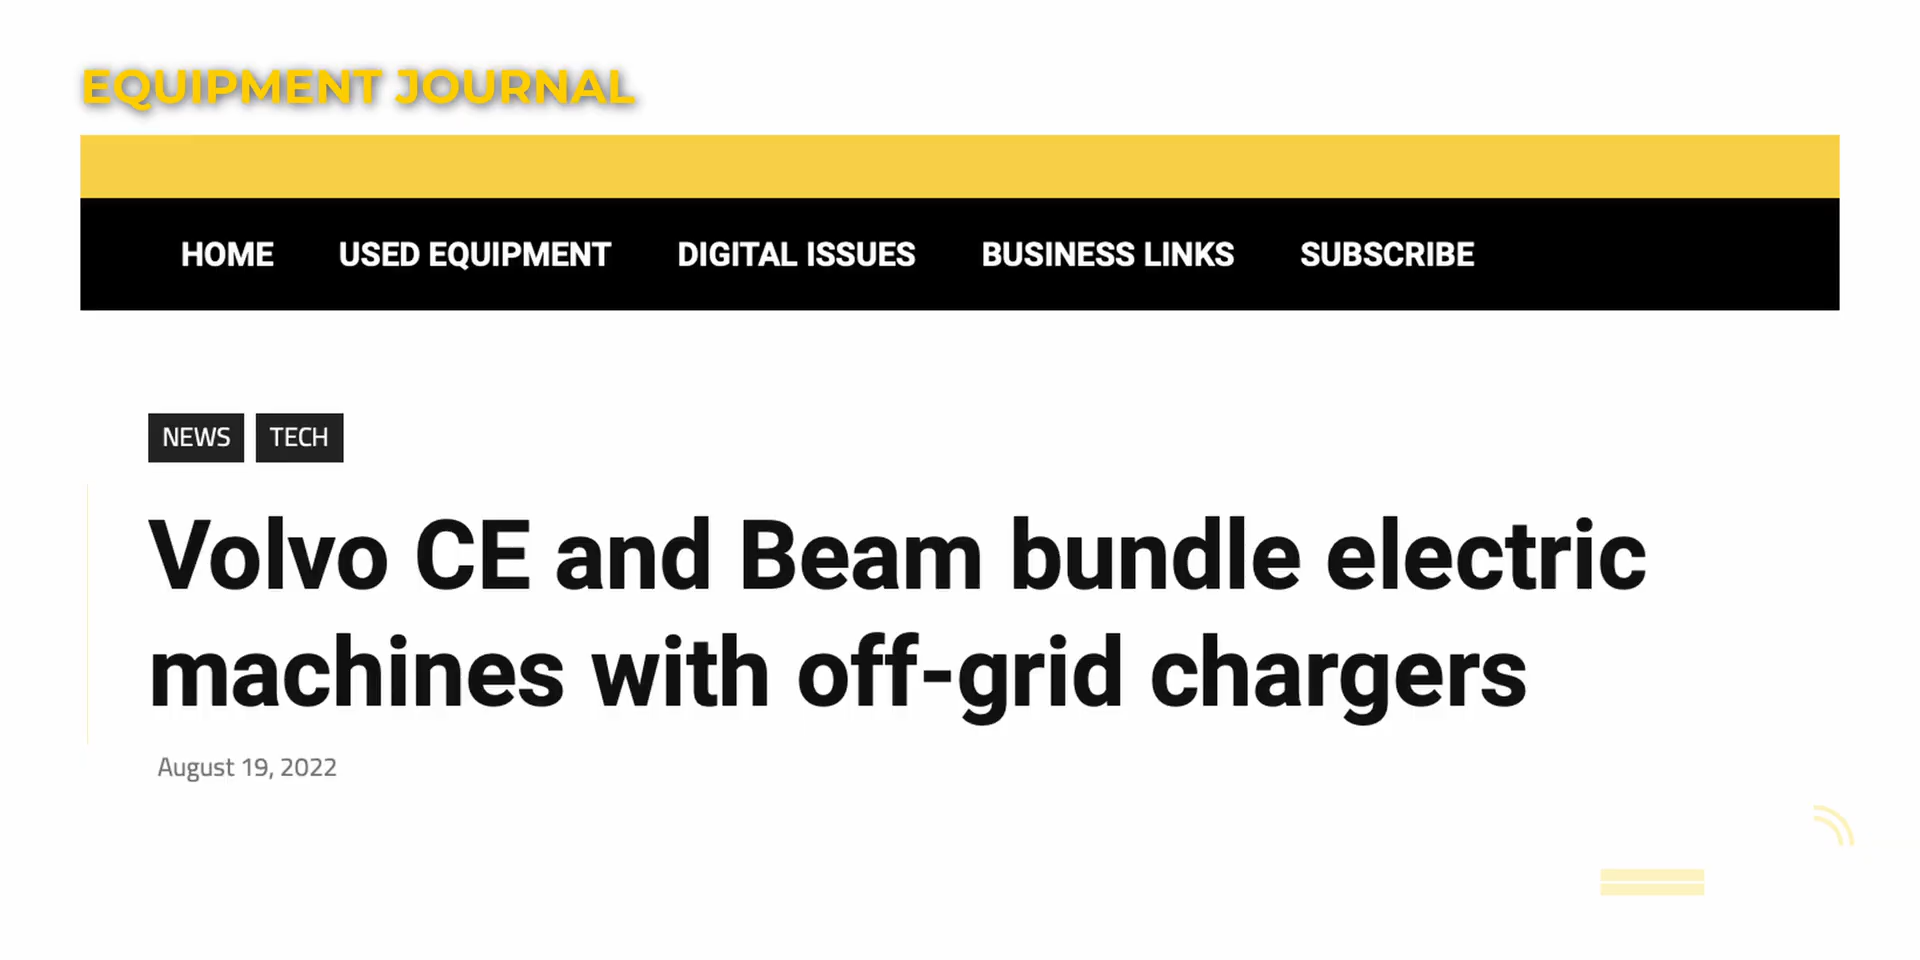 EQUIPMENT JOURNAL
HOME USED EQUIPMENT DIGITAL ISSUES BUSINESS LINKS SUBSCRIBE
NEWS TECH
Volvo CE and Beam bundle electric
machines with off-grid chargers
August 19, 2022